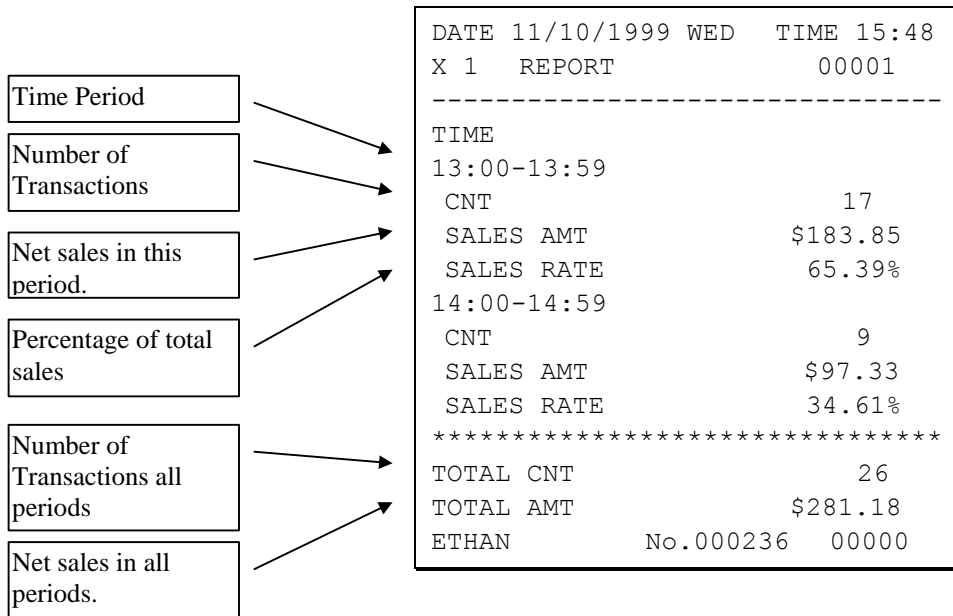 Time Period
Number of
Transactions
Net sales in this
period.
Percentage of total
sales
Number of
Transactions all
periods
Net sales in all
periods.
DATE 11/10/1999 WED TIME 15:48
X 1 REPORT 00001
--------------------------------
TIME
13:00-13:59
CNT 17
SALES AMT $183.85
SALES RATE 65.39%
14:00-14:59
CNT 9
SALES AMT $97.33
SALES RATE 34.61%
********************************
TOTAL CNT 26
TOTAL AMT $281.18
ETHAN No.000236 00000